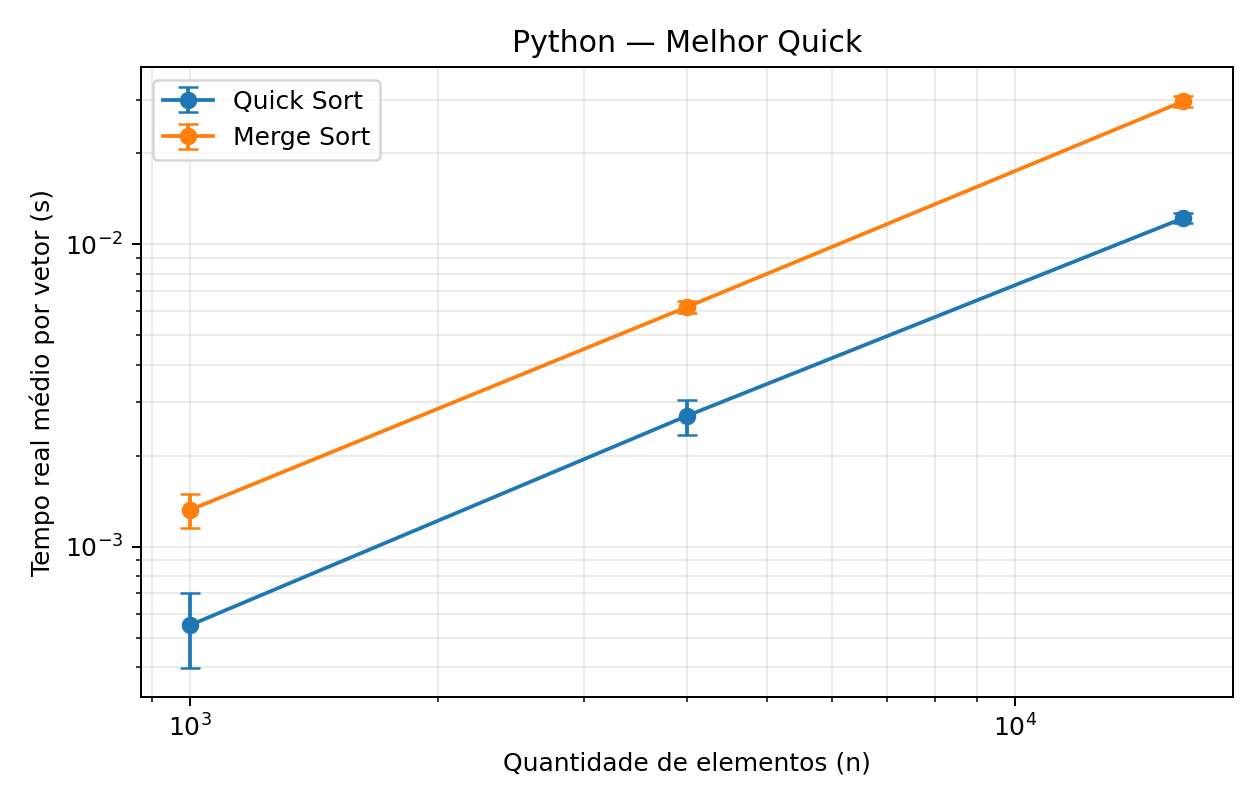 Python — Melhor Quick
Quick Sort
Merge Sort
Tempo real médio por vetor (s)
10⁻²
10⁻³
10³
10⁴
Quantidade de elementos (n)